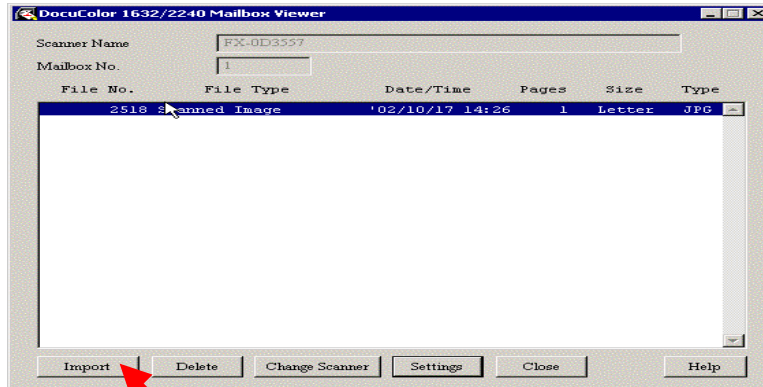 DocuColor 1632/2240 Mailbox Viewer
Scanner Name FX-0D3557
Mailbox No. 1
File No. File Type Date/Time Pages Size Type
2518 Scanned Image '02/10/17 14:26 1 Letter JPG
Import Delete Change Scanner Settings Close Help